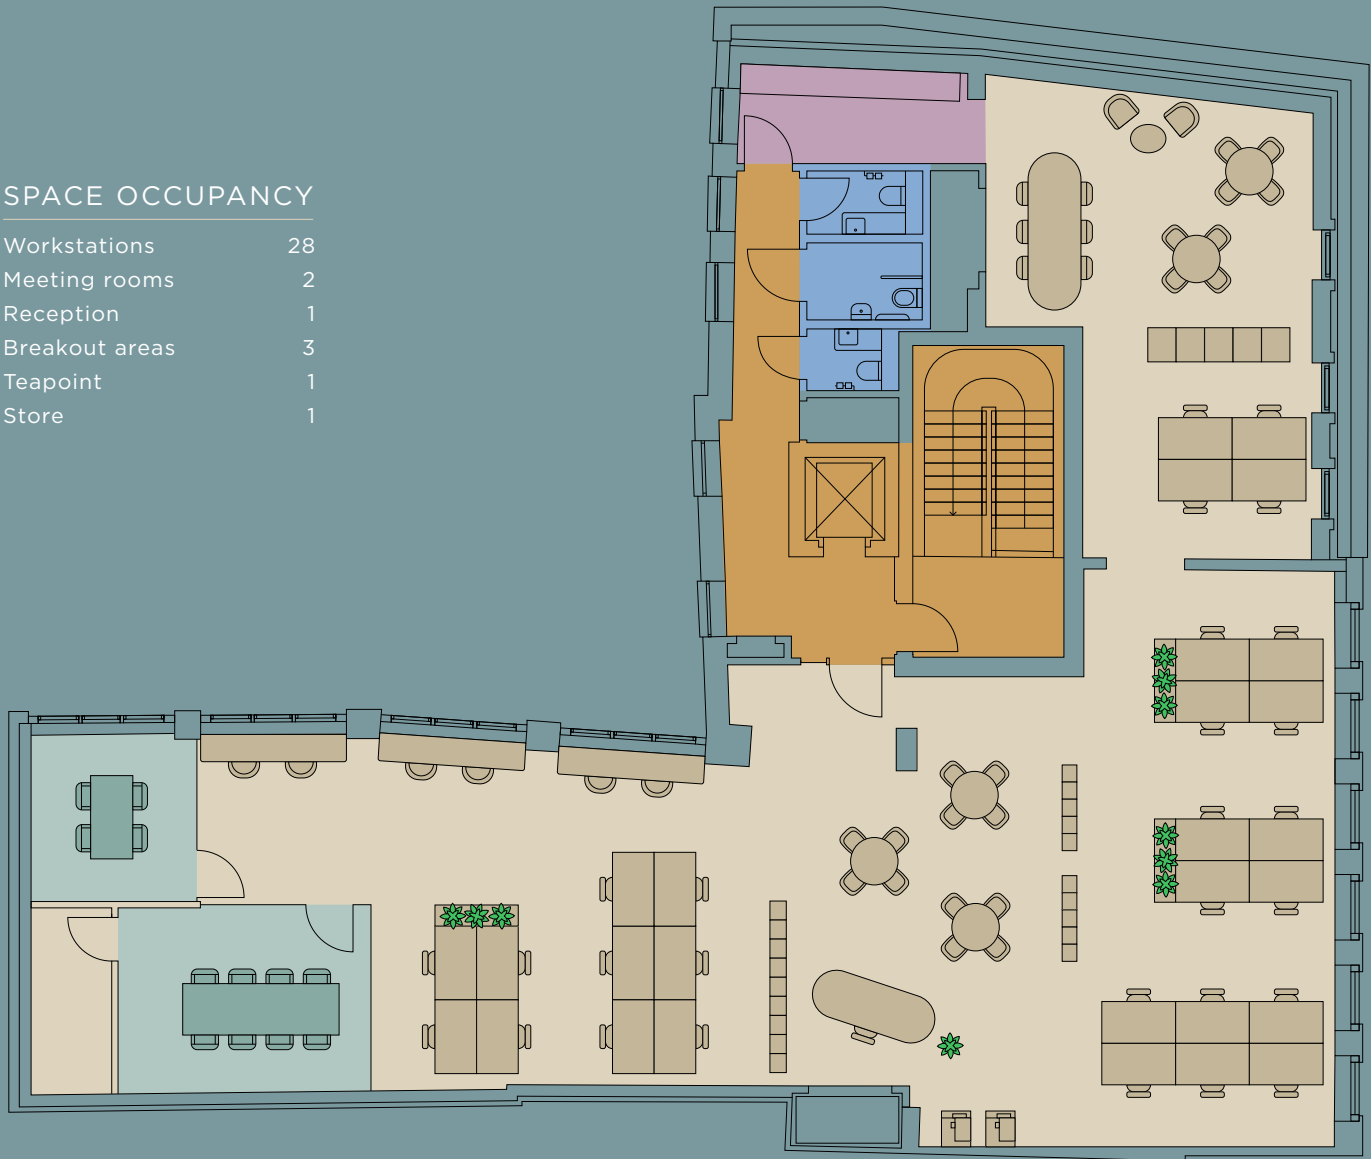 SPACE OCCUPANCY
Workstations 28
Meeting rooms 2
Reception 1
Breakout areas 3
Teapoint 1
Store 1